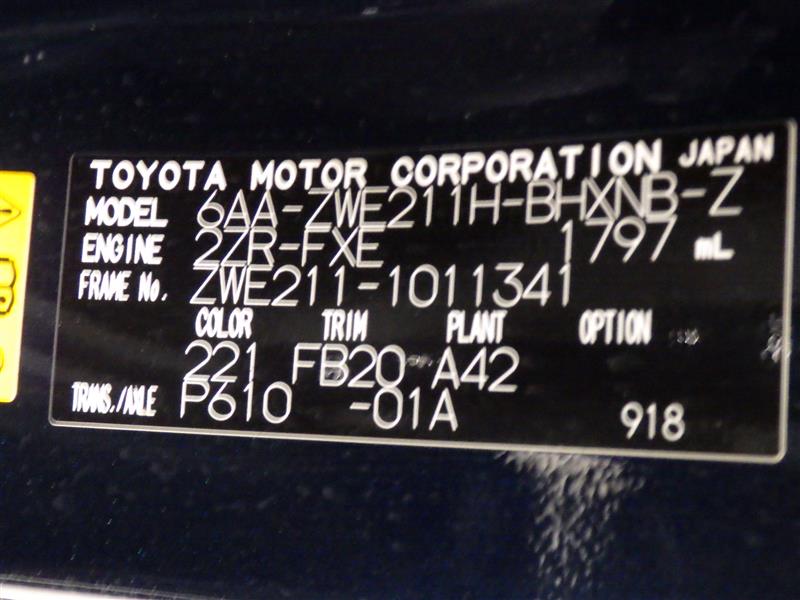 TOYOTA MOTOR CORPORATION JAPAN
MODEL 6AA-ZWE211H-BHXNB-Z
ENGINE 2ZR-FXE 1797 mL
FRAME No. ZWE211-1011341
COLOR TRIM PLANT OPTION
221 FB20 A42
TRANS./AXLE P610 -01A 918